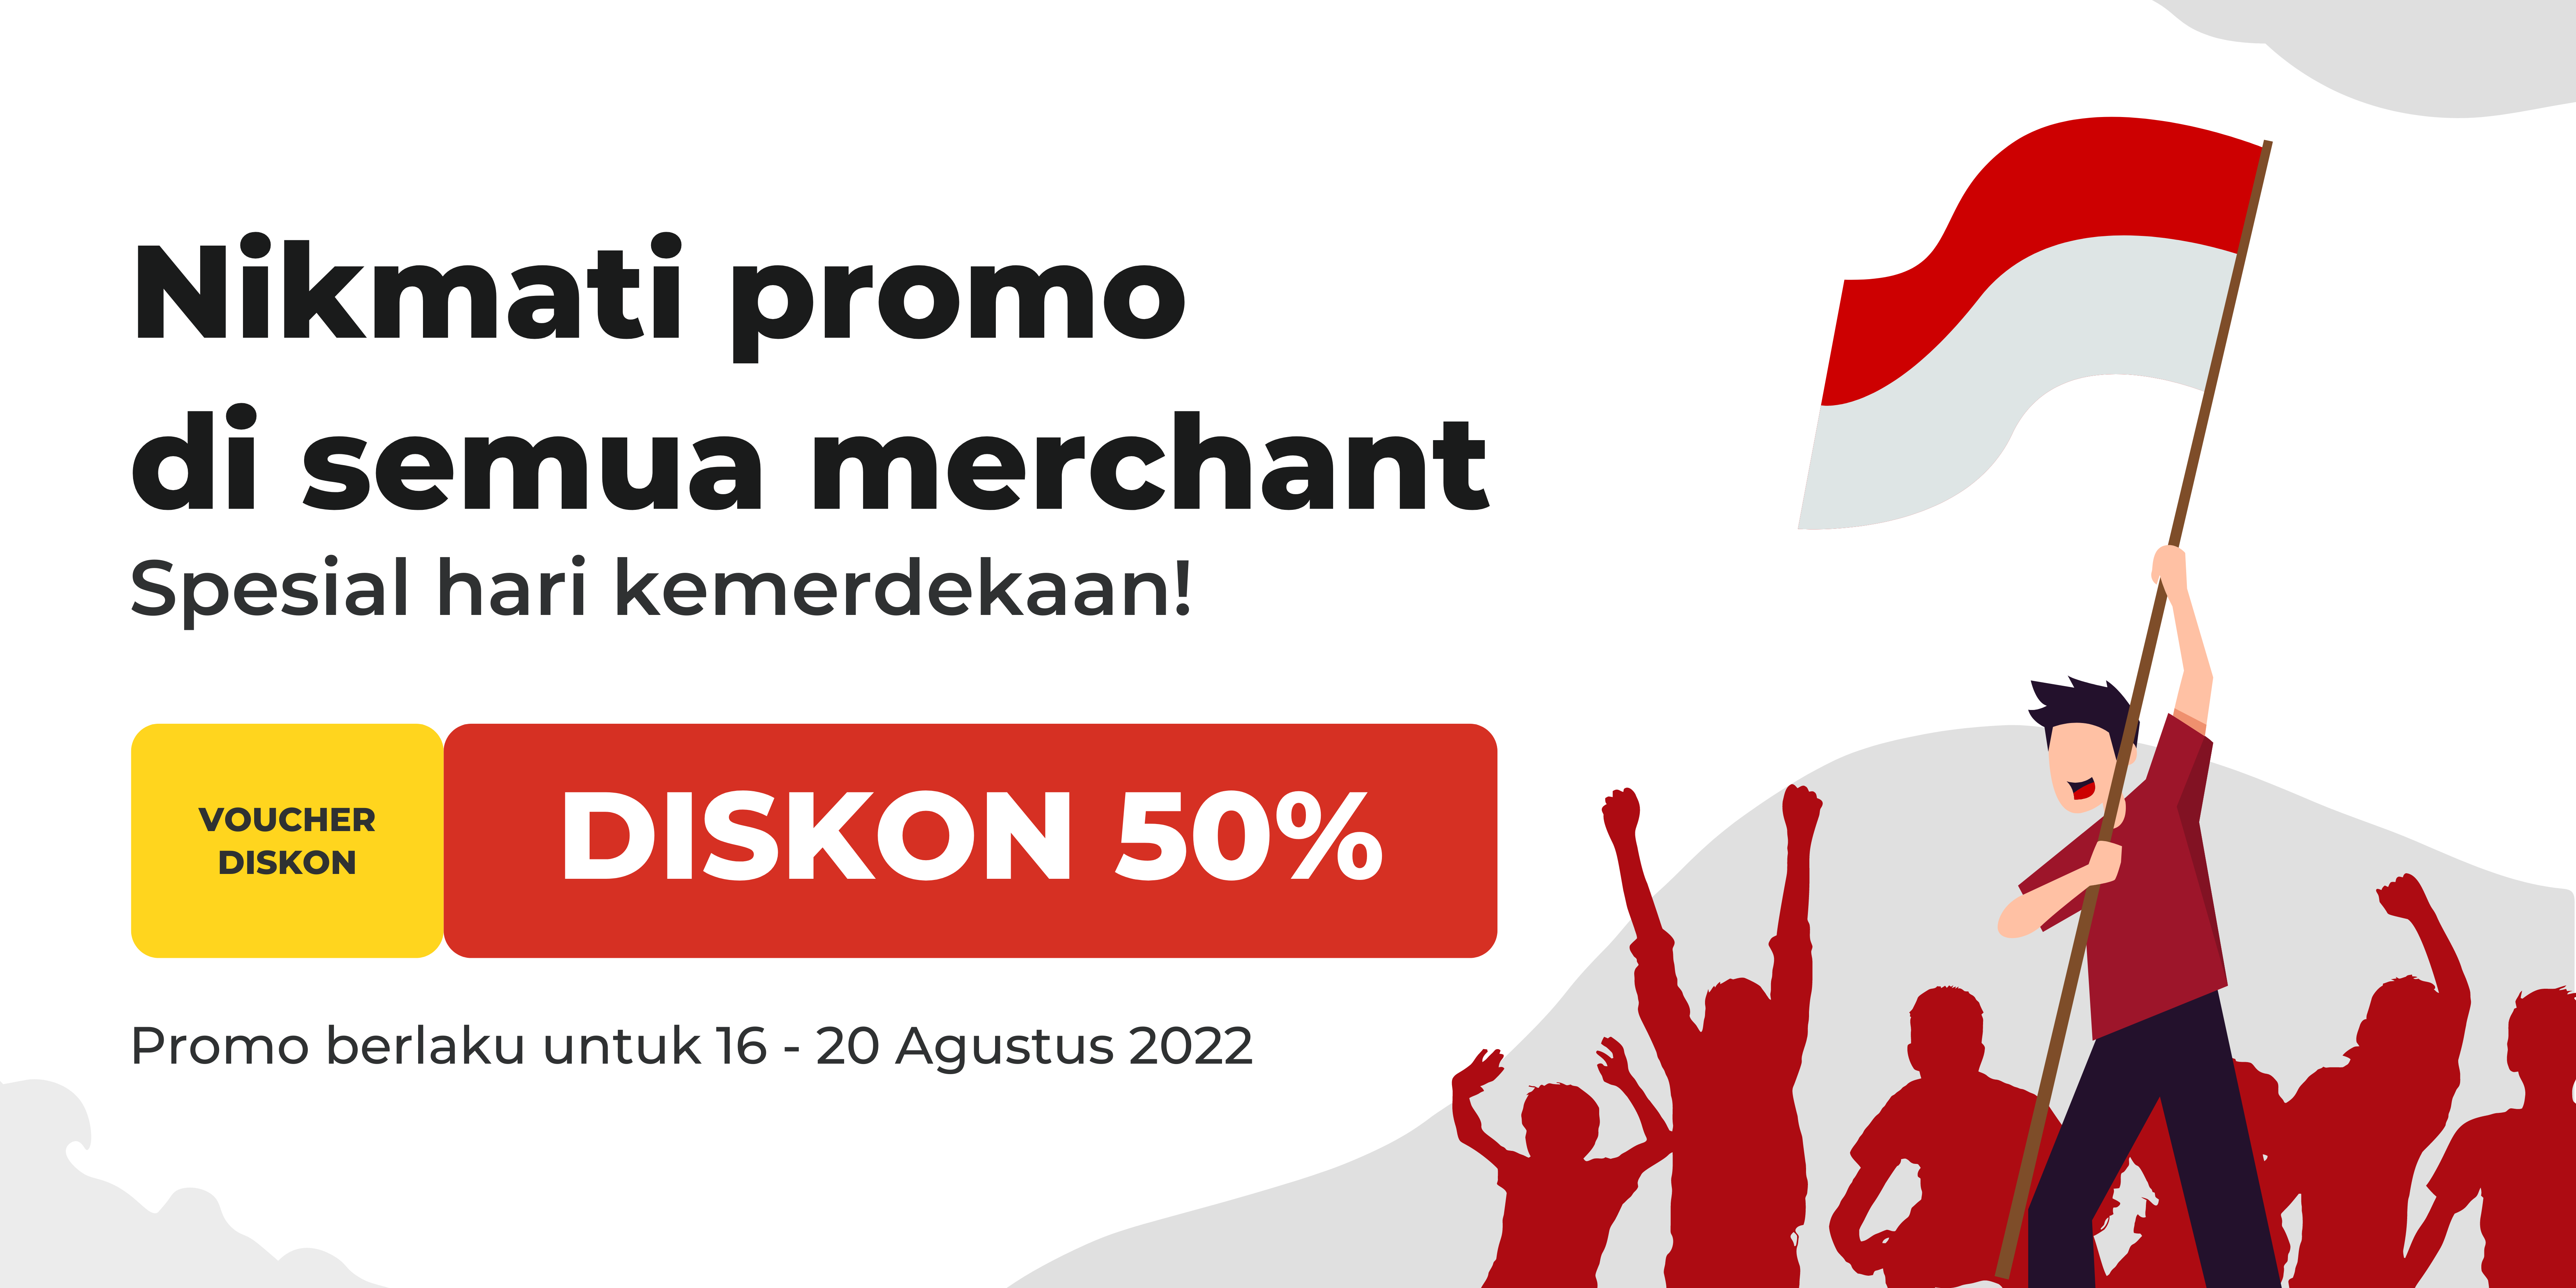 Nikmati promo
di semua merchant
Spesial hari kemerdekaan!
VOUCHER
DISKON
DISKON 50%
Promo berlaku untuk 16 - 20 Agustus 2022